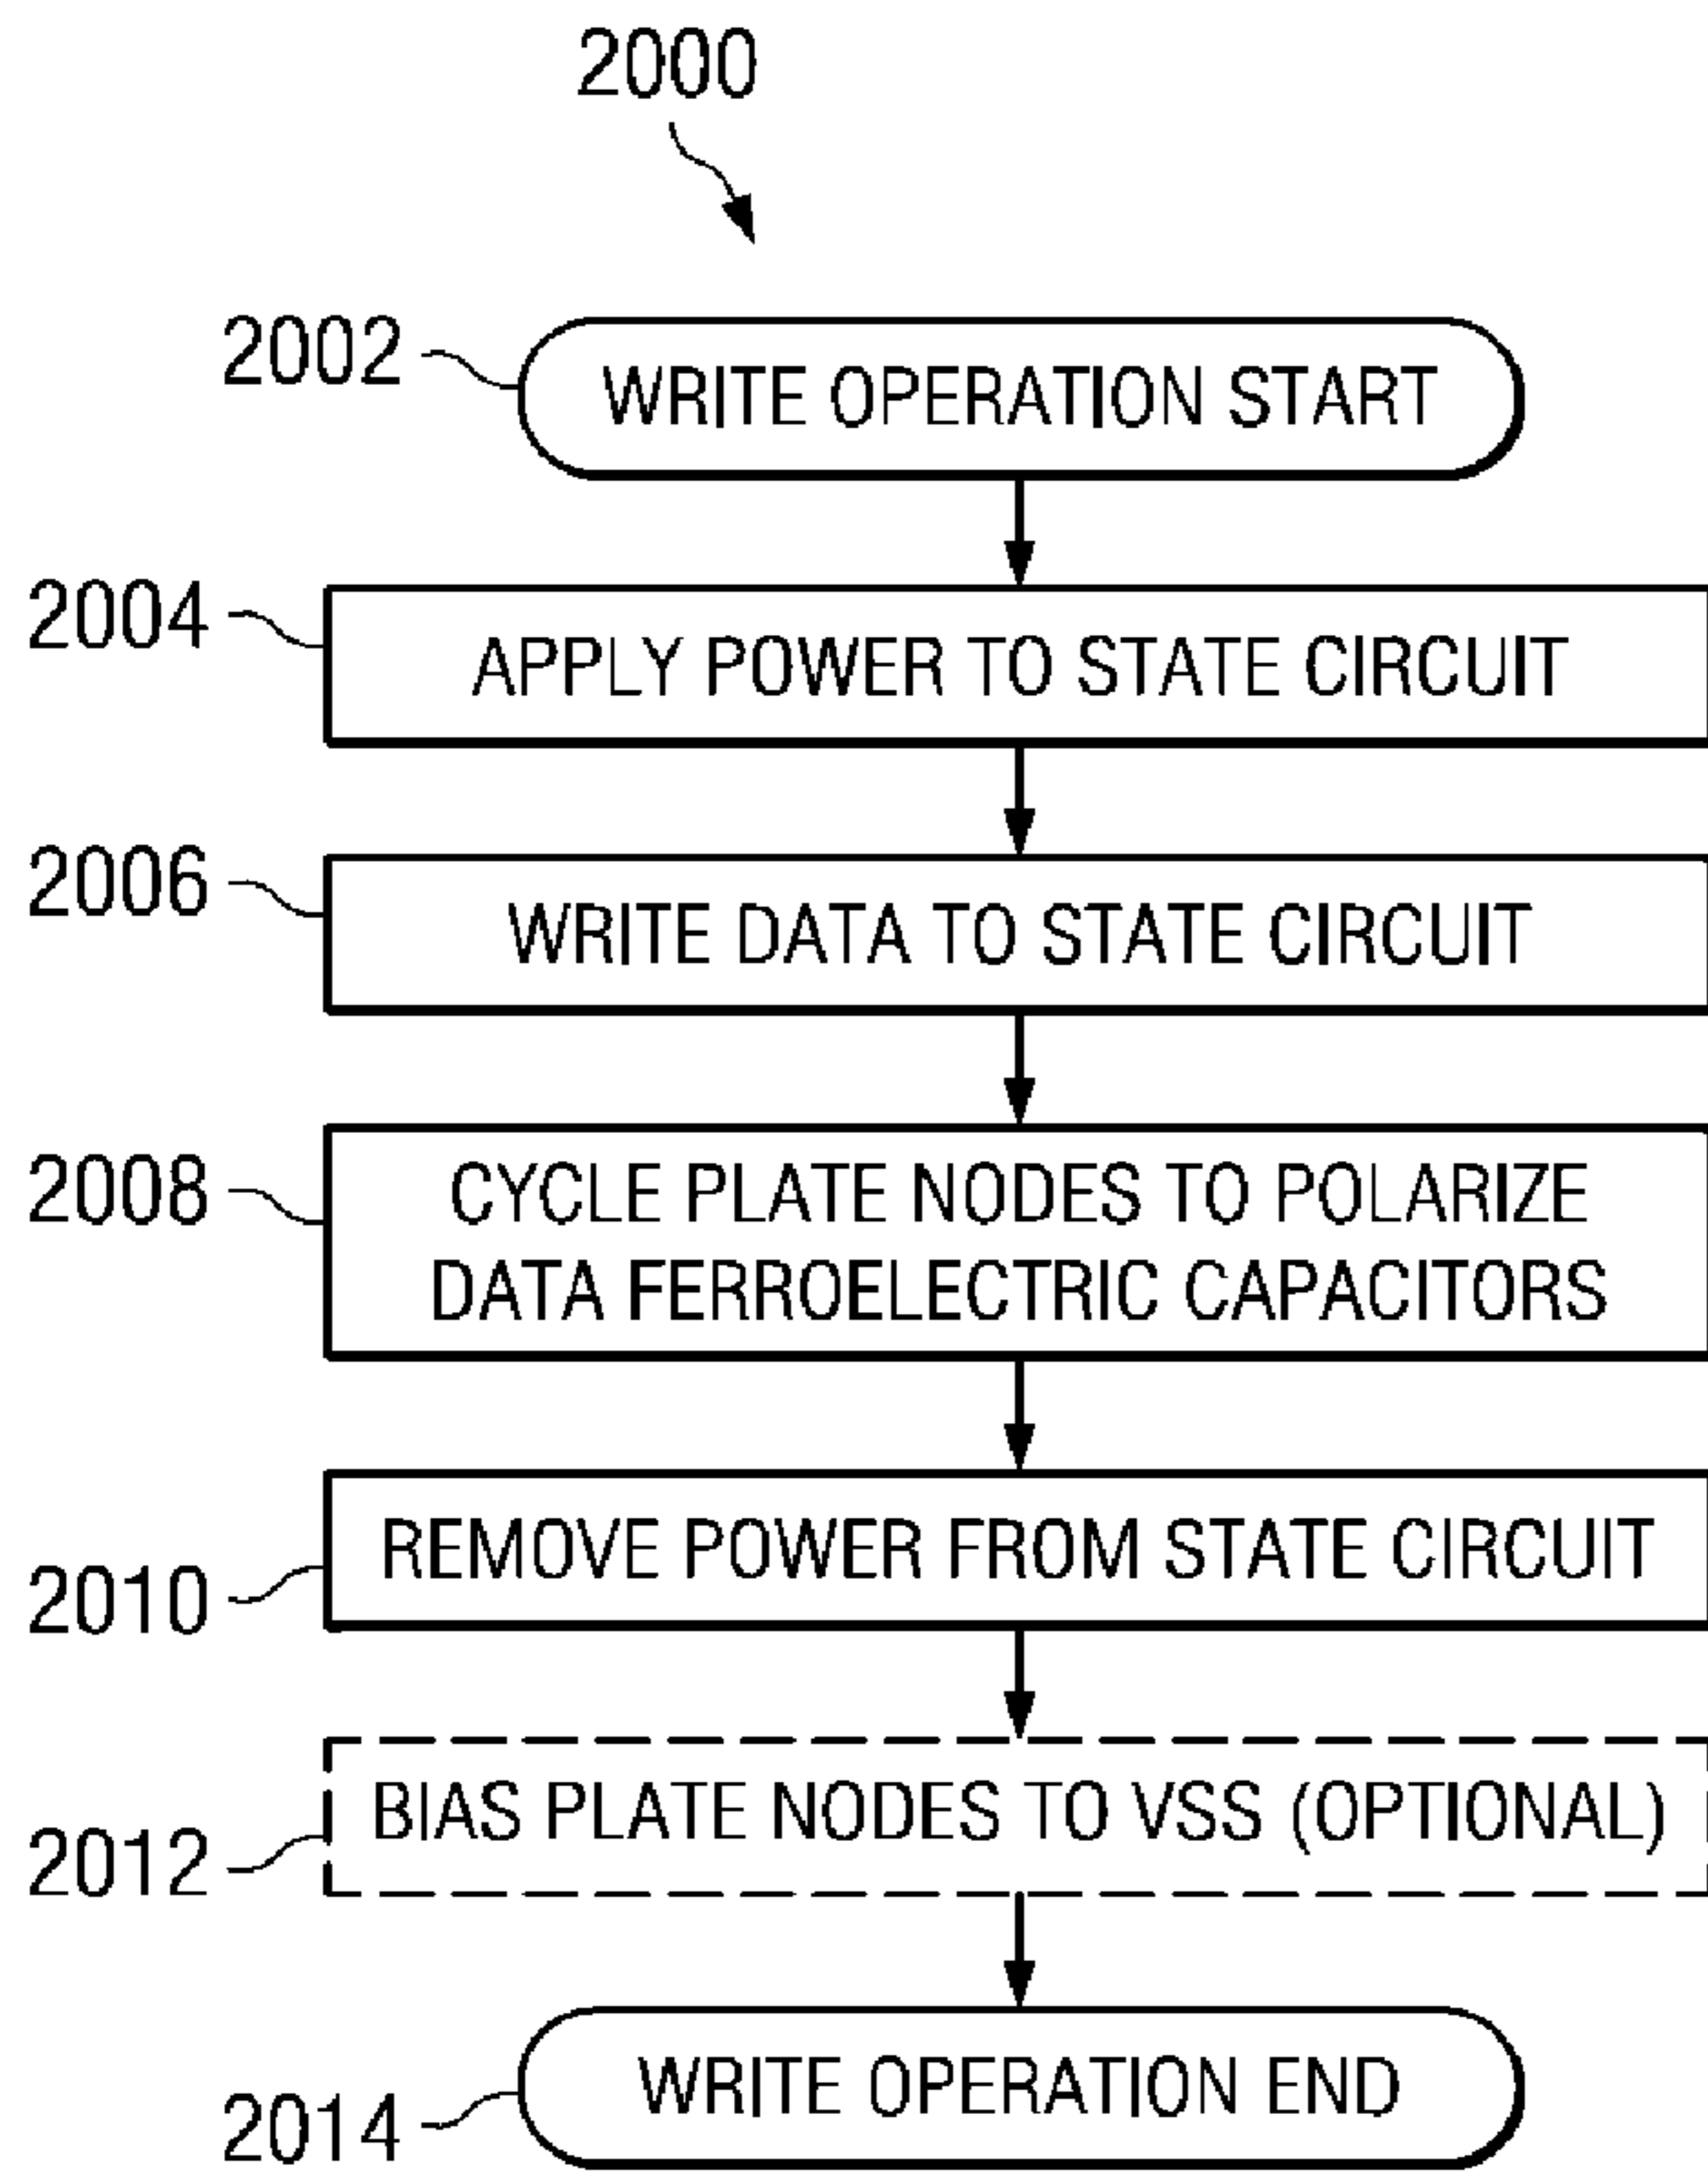 2000
2002
WRITE OPERATION START
2004
APPLY POWER TO STATE CIRCUIT
2006
WRITE DATA TO STATE CIRCUIT
2008
CYCLE PLATE NODES TO POLARIZE
DATA FERROELECTRIC CAPACITORS
2010
REMOVE POWER FROM STATE CIRCUIT
2012
BIAS PLATE NODES TO VSS (OPTIONAL)
2014
WRITE OPERATION END